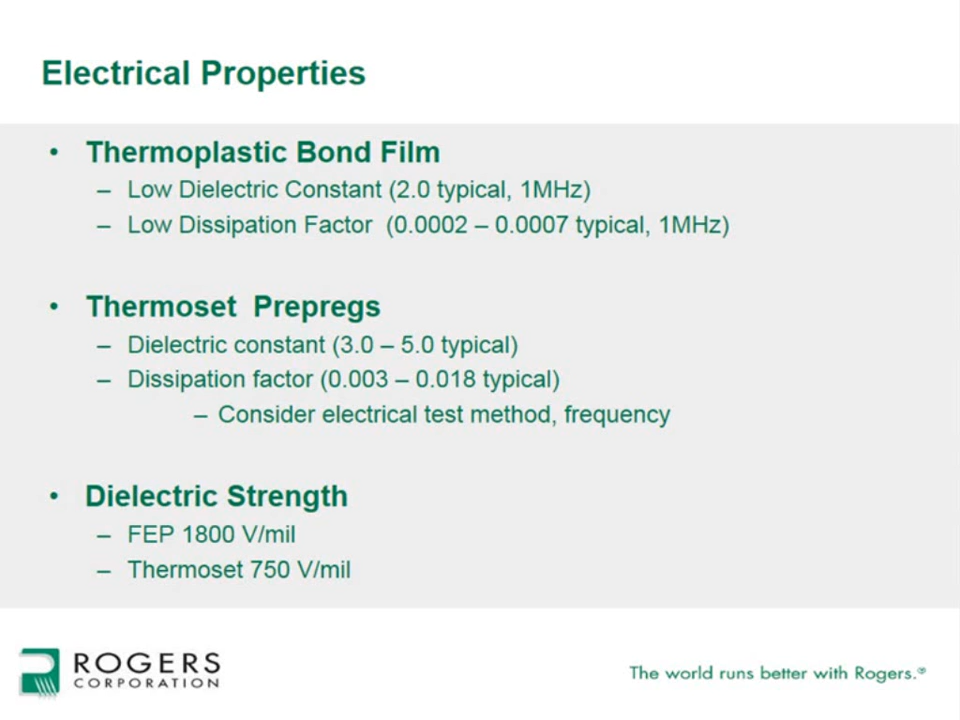 Electrical Properties
• Thermoplastic Bond Film
– Low Dielectric Constant (2.0 typical, 1MHz)
– Low Dissipation Factor (0.0002 – 0.0007 typical, 1MHz)
• Thermoset Prepregs
– Dielectric constant (3.0 – 5.0 typical)
– Dissipation factor (0.003 – 0.018 typical)
– Consider electrical test method, frequency
• Dielectric Strength
– FEP 1800 V/mil
– Thermoset 750 V/mil
ROGERS
CORPORATION
The world runs better with Rogers.®